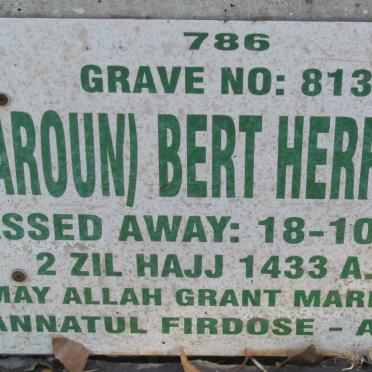 786
GRAVE NO: 813
AROUN) BERT HERR
SSED AWAY: 18-10
2 ZIL HAJJ 1433 A
MAY ALLAH GRANT MAR
ANNATUL FIRDOSE - A